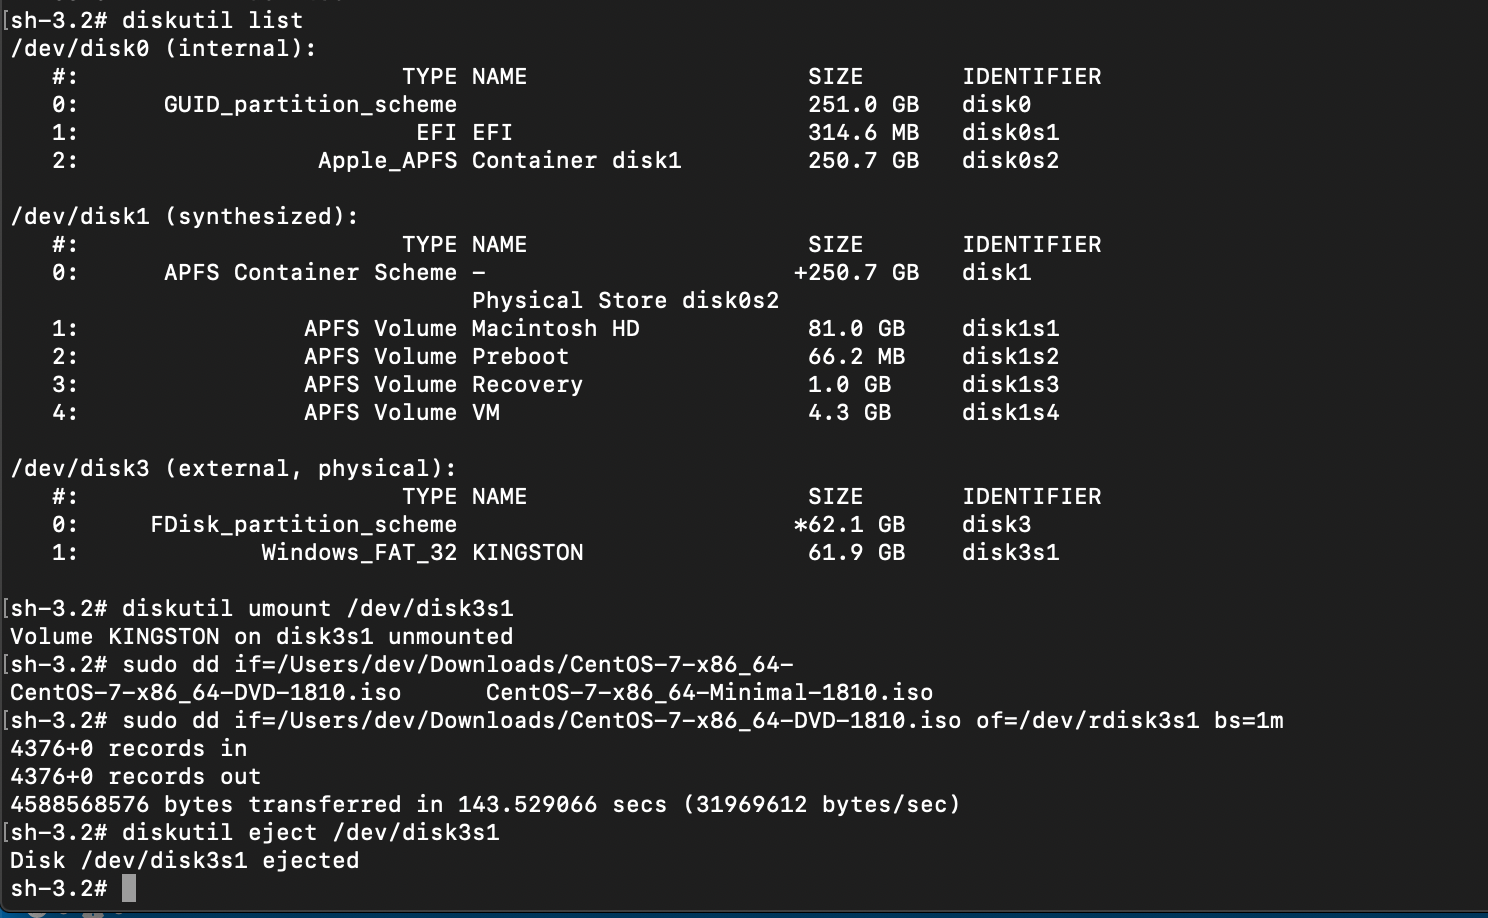 [sh-3.2# diskutil list
/dev/disk0 (internal):
   #:                       TYPE NAME                    SIZE       IDENTIFIER
   0:      GUID_partition_scheme                         251.0 GB   disk0
   1:                        EFI EFI                     314.6 MB   disk0s1
   2:                 Apple_APFS Container disk1         250.7 GB   disk0s2

/dev/disk1 (synthesized):
   #:                       TYPE NAME                    SIZE       IDENTIFIER
   0:      APFS Container Scheme -                      +250.7 GB   disk1
                                 Physical Store disk0s2
   1:                APFS Volume Macintosh HD            81.0 GB    disk1s1
   2:                APFS Volume Preboot                 66.2 MB    disk1s2
   3:                APFS Volume Recovery                1.0 GB     disk1s3
   4:                APFS Volume VM                      4.3 GB     disk1s4

/dev/disk3 (external, physical):
   #:                       TYPE NAME                    SIZE       IDENTIFIER
   0:     FDisk_partition_scheme                        *62.1 GB    disk3
   1:             Windows_FAT_32 KINGSTON                61.9 GB    disk3s1

[sh-3.2# diskutil umount /dev/disk3s1
Volume KINGSTON on disk3s1 unmounted
[sh-3.2# sudo dd if=/Users/dev/Downloads/CentOS-7-x86_64-
CentOS-7-x86_64-DVD-1810.iso      CentOS-7-x86_64-Minimal-1810.iso
[sh-3.2# sudo dd if=/Users/dev/Downloads/CentOS-7-x86_64-DVD-1810.iso of=/dev/rdisk3s1 bs=1m
4376+0 records in
4376+0 records out
4588568576 bytes transferred in 143.529066 secs (31969612 bytes/sec)
[sh-3.2# diskutil eject /dev/disk3s1
Disk /dev/disk3s1 ejected
sh-3.2#